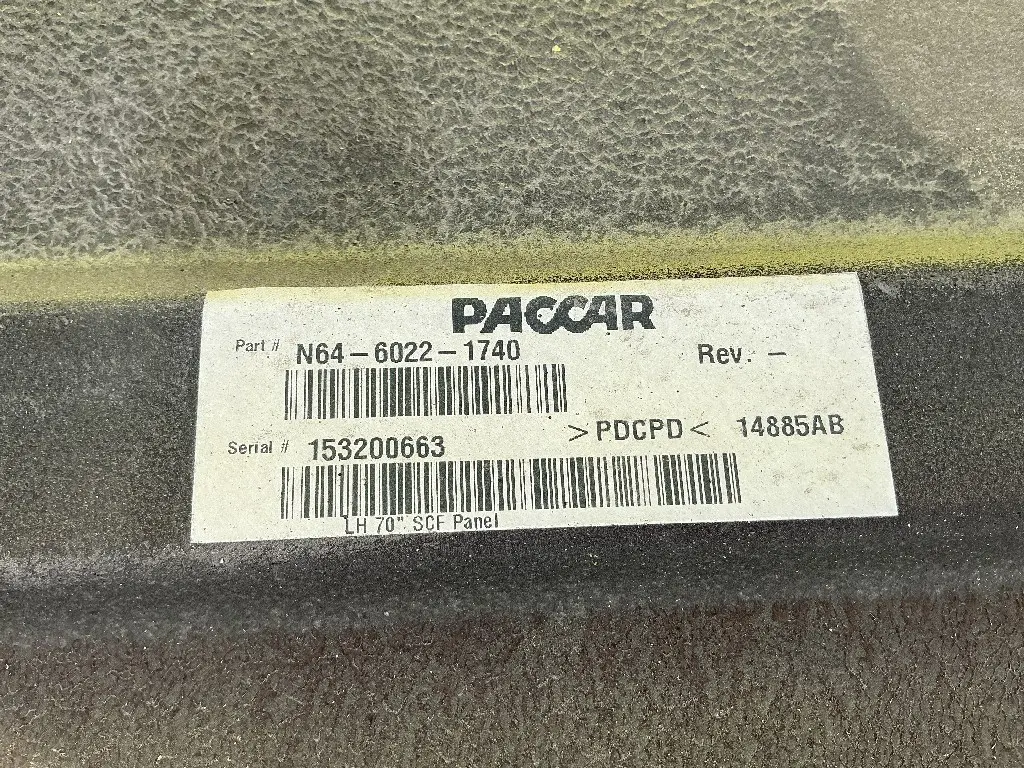 PACCAR
Part # N64-6022-1740 Rev. -
>PDCPD< 14885AB
Serial # 153200663
LH 70" SCF Panel